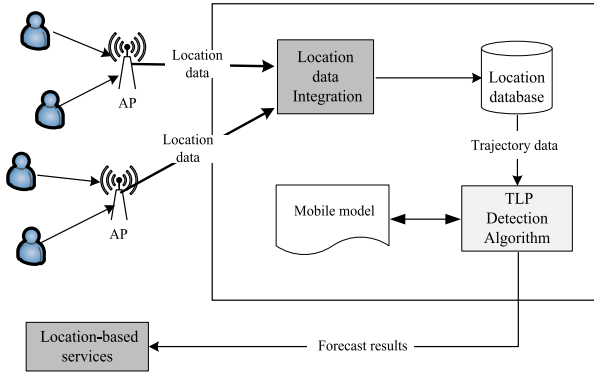 Location
data
AP
Location
data
Integration
Location
database
Location
data
Trajectory data
AP
Mobile model
TLP
Detection
Algorithm
Location-based
services
Forecast results